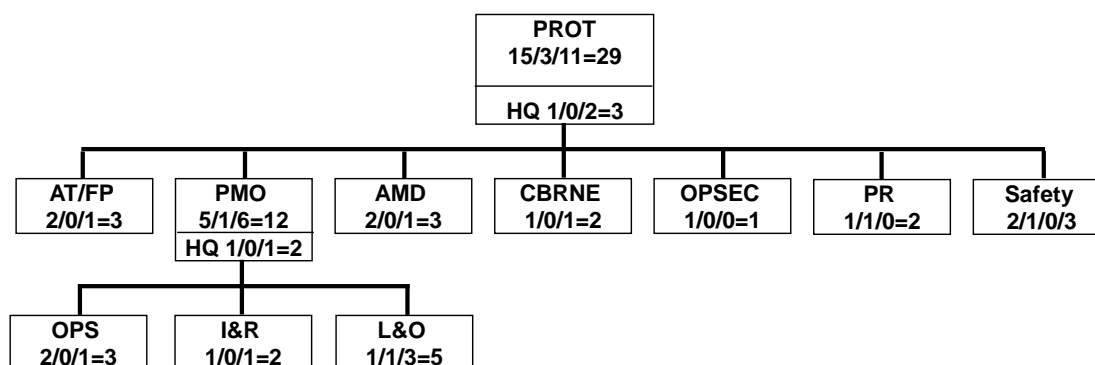 PROT
15/3/11=29
HQ 1/0/2=3
AT/FP
2/0/1=3
PMO
5/1/6=12
HQ 1/0/1=2
AMD
2/0/1=3
CBRNE
1/0/1=2
OPSEC
1/0/0=1
PR
1/1/0=2
Safety
2/1/0/3
OPS
2/0/1=3
I&R
1/0/1=2
L&O
1/1/3=5